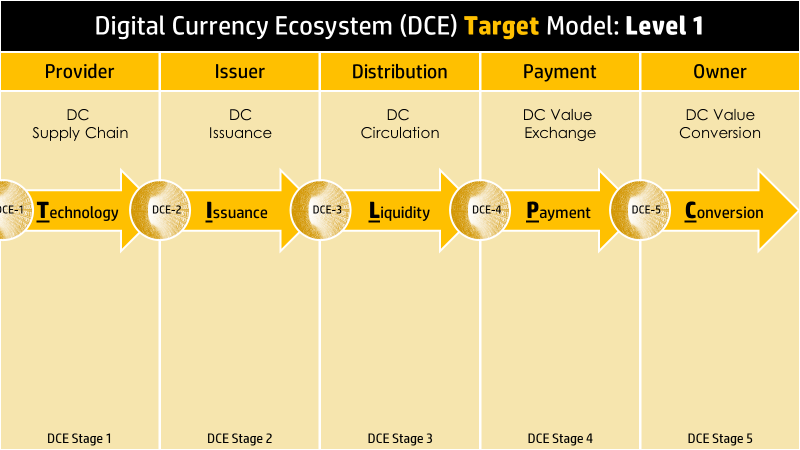 Digital Currency Ecosystem (DCE) Target Model: Level 1
Provider
Issuer
Distribution
Payment
Owner
DC
Supply Chain
DC
Issuance
DC
Circulation
DC Value
Exchange
DC Value
Conversion
DCE-1
Technology
DCE-2
Issuance
DCE-3
Liquidity
DCE-4
Payment
DCE-5
Conversion
DCE Stage 1
DCE Stage 2
DCE Stage 3
DCE Stage 4
DCE Stage 5